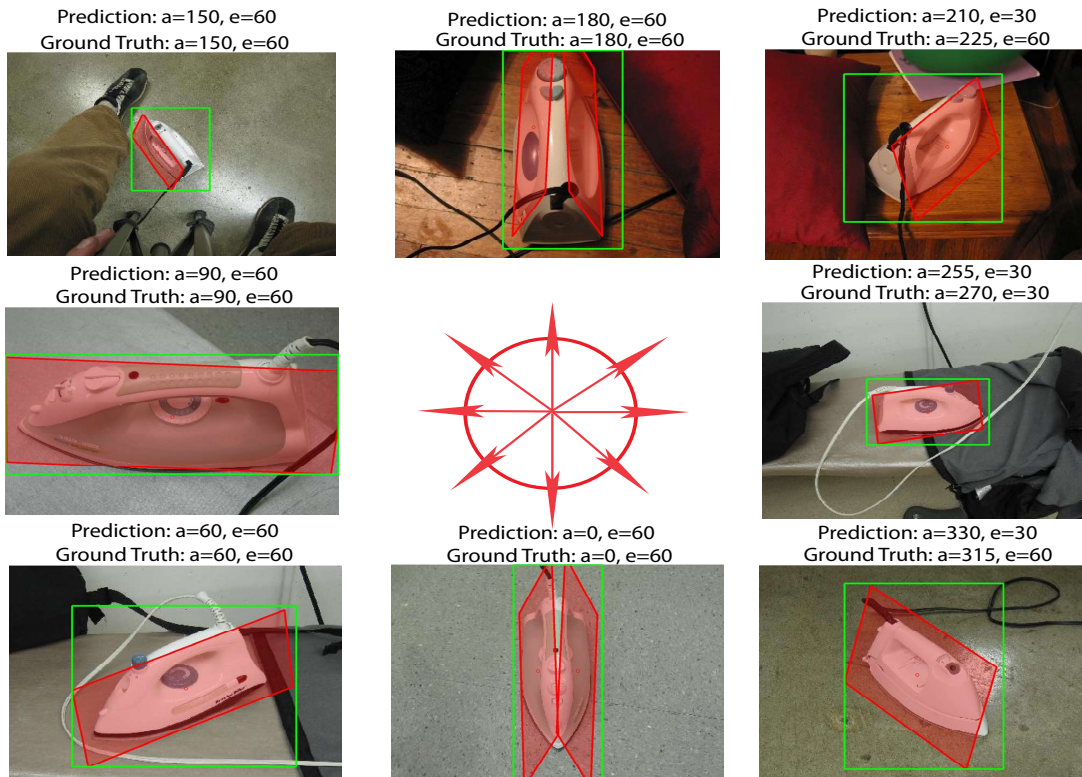 Prediction: a=150, e=60
Ground Truth: a=150, e=60
Prediction: a=180, e=60
Ground Truth: a=180, e=60
Prediction: a=210, e=30
Ground Truth: a=225, e=60
Prediction: a=90, e=60
Ground Truth: a=90, e=60
Prediction: a=255, e=30
Ground Truth: a=270, e=30
Prediction: a=60, e=60
Ground Truth: a=60, e=60
Prediction: a=0, e=60
Ground Truth: a=0, e=60
Prediction: a=330, e=30
Ground Truth: a=315, e=60